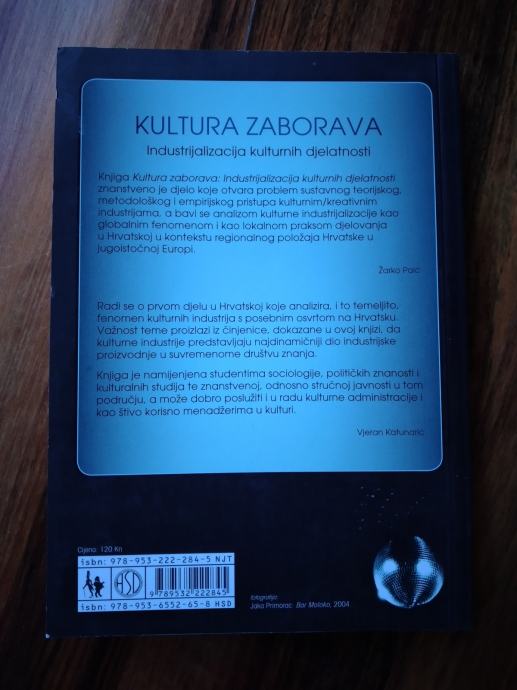 KULTURA ZABORAVA
Industrijalizacija kulturnih djelatnosti
Knjiga Kultura zaborava: Industrijalizacija kulturnih djelatnosti
znanstveno je djelo koje otvara problem sustavnog teorijskog,
metodološkog i empirijskog pristupa kulturnim/kreativnim
industrijama, a bavi se analizom kulturne industrijalizacije kao
globalnim fenomenom i kao lokalnom praksom djelovanja
u Hrvatskoj u kontekstu regionalnog položaja Hrvatske u
jugoistočnoj Europi.
Žarko Paić
Radi se o prvom djelu u Hrvatskoj koje analizira, i to temeljito,
fenomen kulturnih industrija s posebnim osvrtom na Hrvatsku.
Važnost teme proizlazi iz činjenice, dokazane u ovoj knjizi, da
kulturne industrije predstavljaju najdinamičniji dio industrijske
proizvodnje u suvremenome društvu znanja.
Knjiga je namijenjena studentima sociologije, političkih znanosti i
kulturalnih studija te znanstvenoj, odnosno stručnoj javnosti u tom
području, a može dobro poslužiti i u radu kulturne administracije i
kao štivo korisno menadžerima u kulturi.
Vjeran Katunarić
Cijena: 120 Kn
isbn: 978-953-222-284-5 NJT
HSD
9 789532 222845
isbn: 978-953-6552-65-8 HSD
fotografija:
Jaka Primorac: Bar Moloko, 2004.